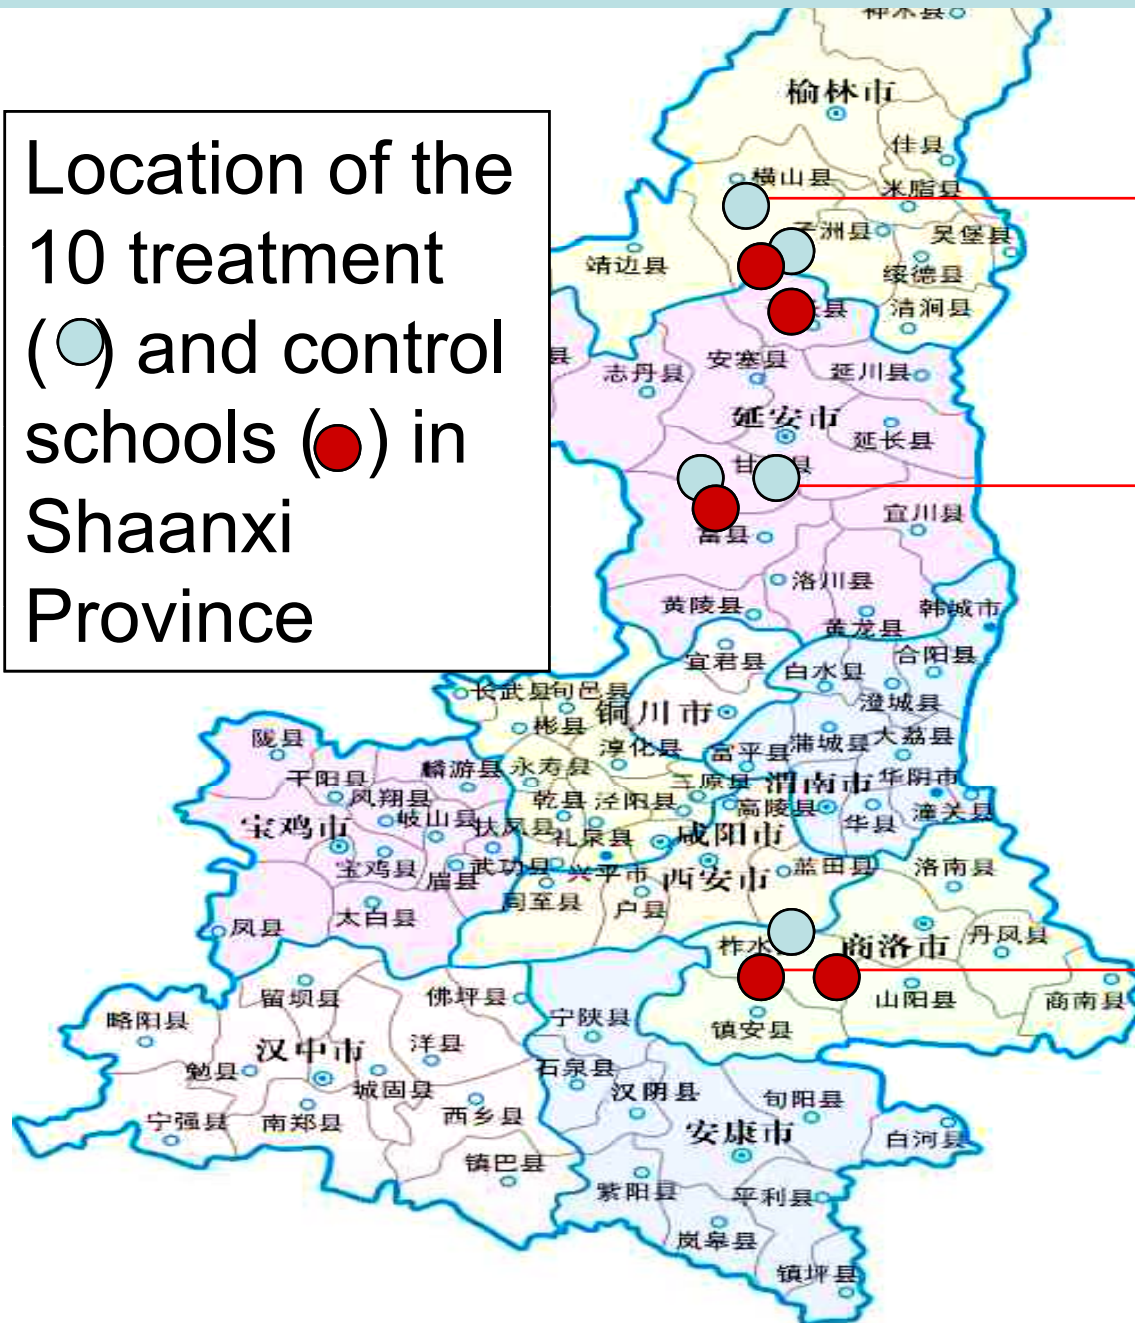 Location of the
10 treatment
( ) and control
schools ( ) in
Shaanxi
Province
神木县
榆林市
佳县
横山县
米脂县
子洲县
吴堡县
靖边县
绥德县
清涧县
县
县
安塞县
志丹县
延川县
延安市
延长县
甘 县
宜川县
富县
洛川县
黄陵县
韩城市
黄龙县
宜君县
合阳县
白水县
长武县
旬邑县
澄城县
铜川市
彬县
陇县
淳化县
富平县
蒲城县
大荔县
麟游县
永寿县
千阳县
三原县
渭南市
华阴市
凤翔县
乾县
泾阳县
高陵县
潼关县
宝鸡市
岐山县
扶风县
礼泉县
咸阳市
华县
宝鸡县
眉县
武功县
兴平市
西安市
蓝田县
洛南县
太白县
周至县
户县
凤县
柞水
商洛市
丹凤县
留坝县
佛坪县
山阳县
商南县
略阳县
宁陕县
镇安县
汉中市
洋县
勉县
城固县
石泉县
汉阴县
旬阳县
宁强县
南郑县
西乡县
安康市
白河县
镇巴县
紫阳县
平利县
岚皋县
镇坪县